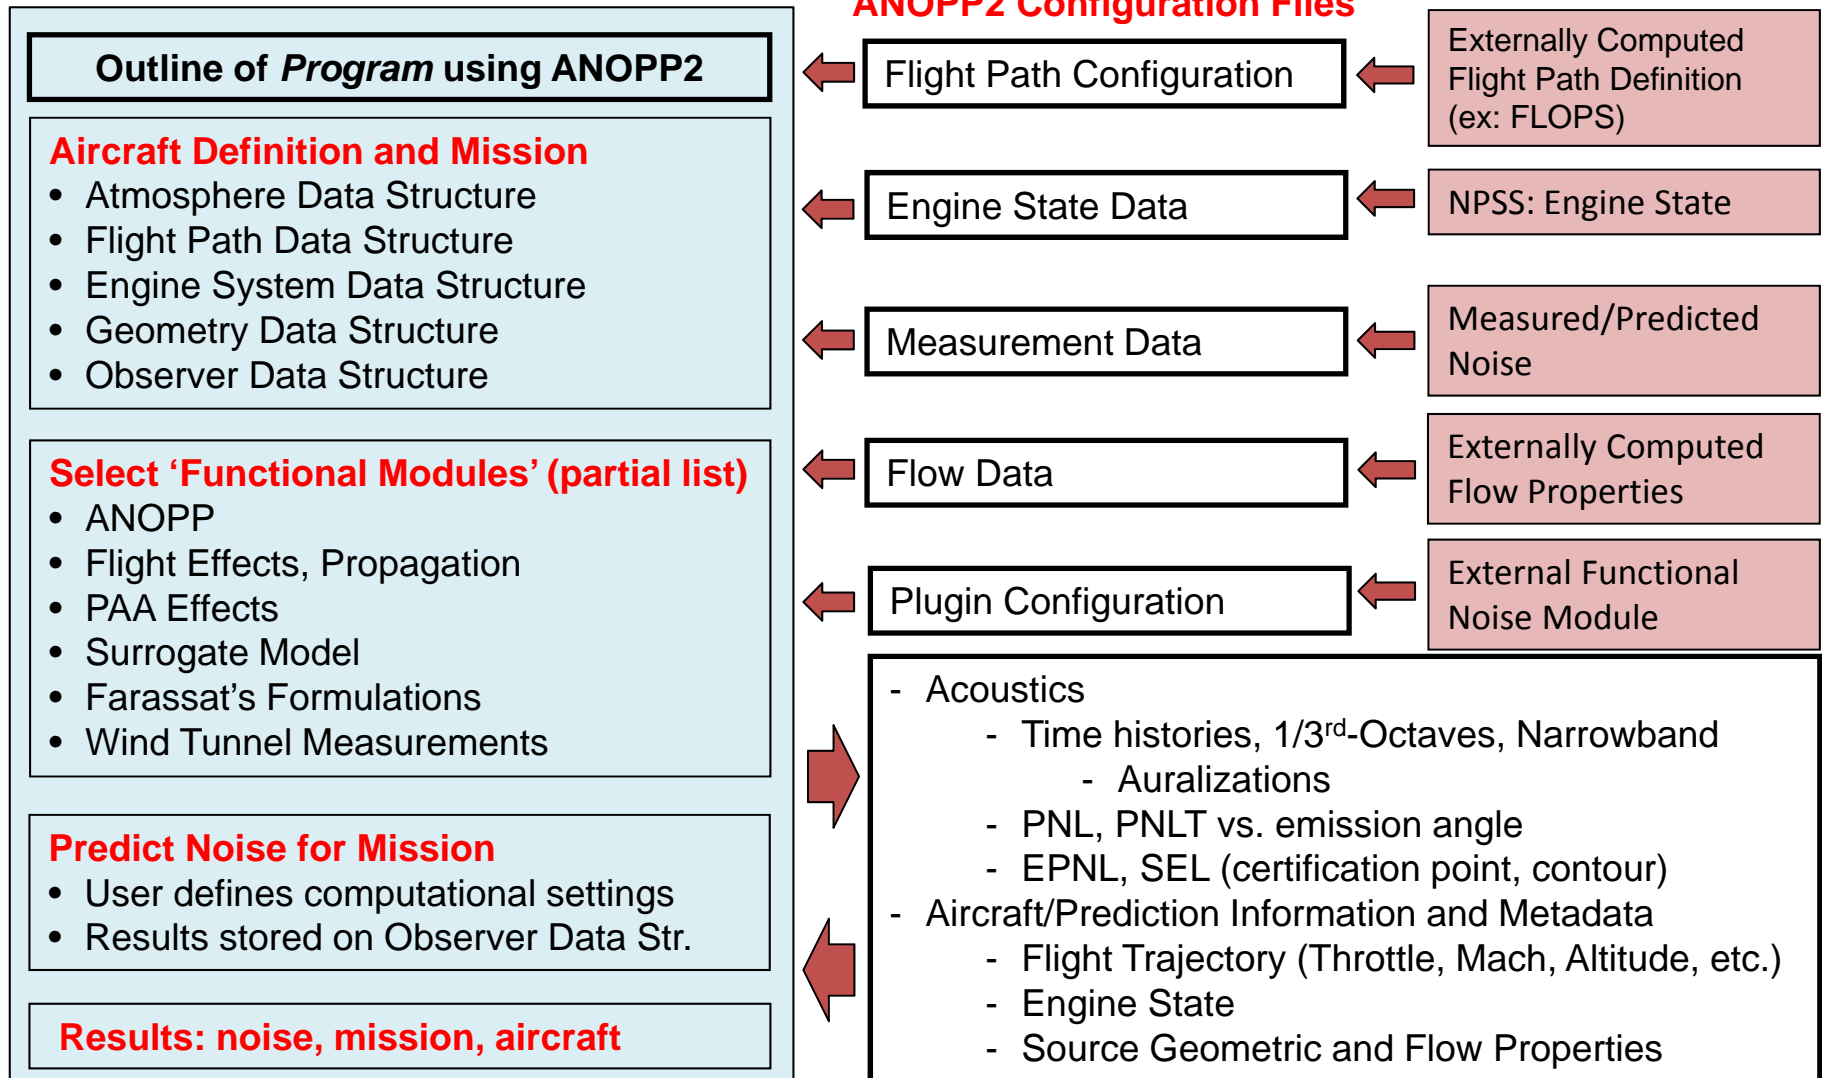 ANOPP2 Configuration Files
Outline of Program using ANOPP2
Aircraft Definition and Mission
• Atmosphere Data Structure
• Flight Path Data Structure
• Engine System Data Structure
• Geometry Data Structure
• Observer Data Structure
Select ‘Functional Modules’ (partial list)
• ANOPP
• Flight Effects, Propagation
• PAA Effects
• Surrogate Model
• Farassat’s Formulations
• Wind Tunnel Measurements
Predict Noise for Mission
• User defines computational settings
• Results stored on Observer Data Str.
Results: noise, mission, aircraft
Flight Path Configuration
Engine State Data
Measurement Data
Flow Data
Plugin Configuration
Externally Computed
Flight Path Definition
(ex: FLOPS)
NPSS: Engine State
Measured/Predicted
Noise
Externally Computed
Flow Properties
External Functional
Noise Module
- Acoustics
- Time histories, 1/3rd-Octaves, Narrowband
- Auralizations
- PNL, PNLT vs. emission angle
- EPNL, SEL (certification point, contour)
- Aircraft/Prediction Information and Metadata
- Flight Trajectory (Throttle, Mach, Altitude, etc.)
- Engine State
- Source Geometric and Flow Properties